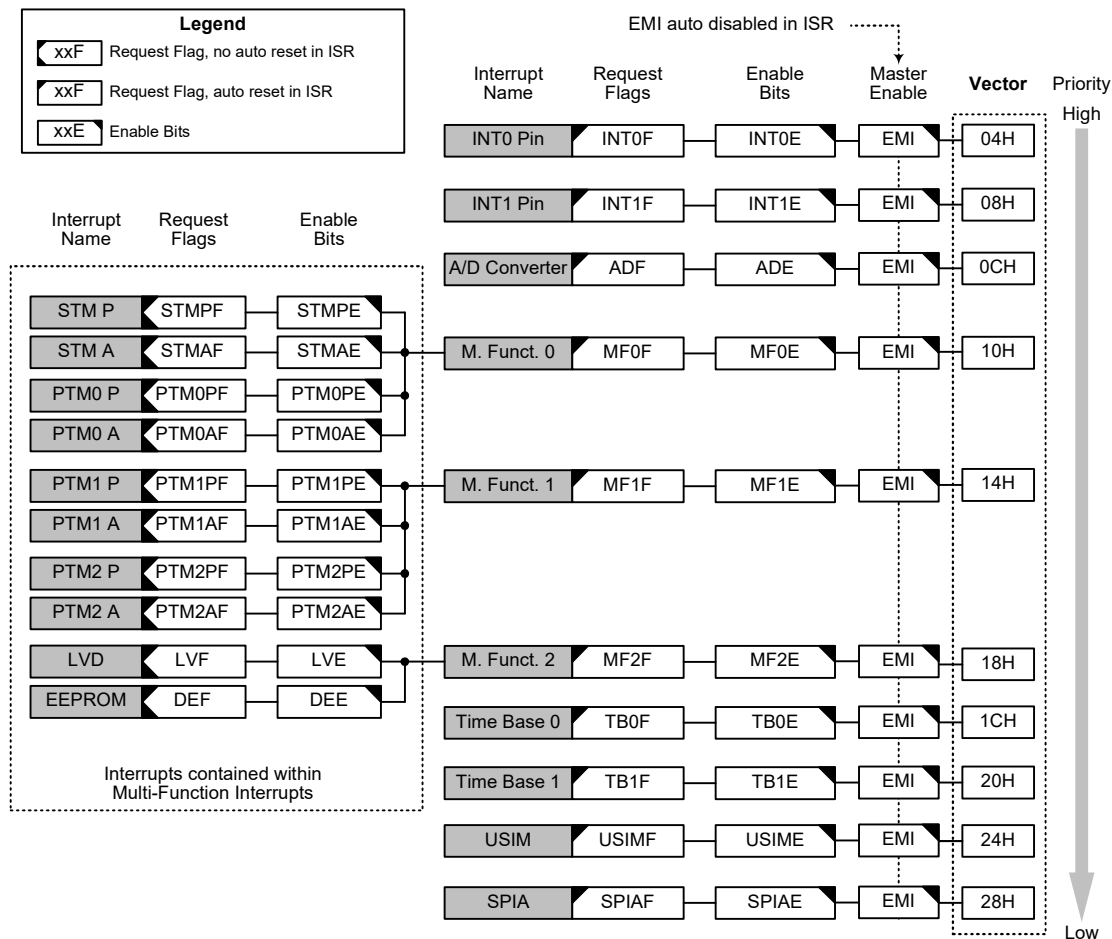 Legend
xxF Request Flag, no auto reset in ISR
xxF Request Flag, auto reset in ISR
xxE Enable Bits
EMI auto disabled in ISR
Interrupt Name Request Flags Enable Bits Master Enable Vector Priority
High
INT0 Pin INT0F INT0E EMI 04H
INT1 Pin INT1F INT1E EMI 08H
A/D Converter ADF ADE EMI 0CH
M. Funct. 0 MF0F MF0E EMI 10H
M. Funct. 1 MF1F MF1E EMI 14H
M. Funct. 2 MF2F MF2E EMI 18H
Time Base 0 TB0F TB0E EMI 1CH
Time Base 1 TB1F TB1E EMI 20H
USIM USIMF USIME EMI 24H
SPIA SPIAF SPIAE EMI 28H
Low
Interrupt Name Request Flags Enable Bits
STM P STMPF STMPE
STM A STMAF STMAE
PTM0 P PTM0PF PTM0PE
PTM0 A PTM0AF PTM0AE
PTM1 P PTM1PF PTM1PE
PTM1 A PTM1AF PTM1AE
PTM2 P PTM2PF PTM2PE
PTM2 A PTM2AF PTM2AE
LVD LVF LVE
EEPROM DEF DEE
Interrupts contained within
Multi-Function Interrupts